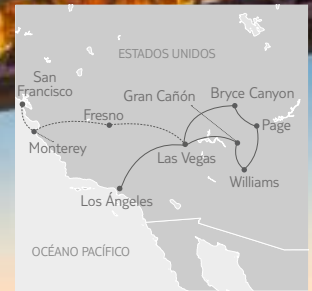 ESTADOS UNIDOS
San
Francisco
Gran Cañón
Bryce Canyon
Fresno
Page
Monterey
Las Vegas
Williams
Los Ángeles
OCÉANO PACÍFICO